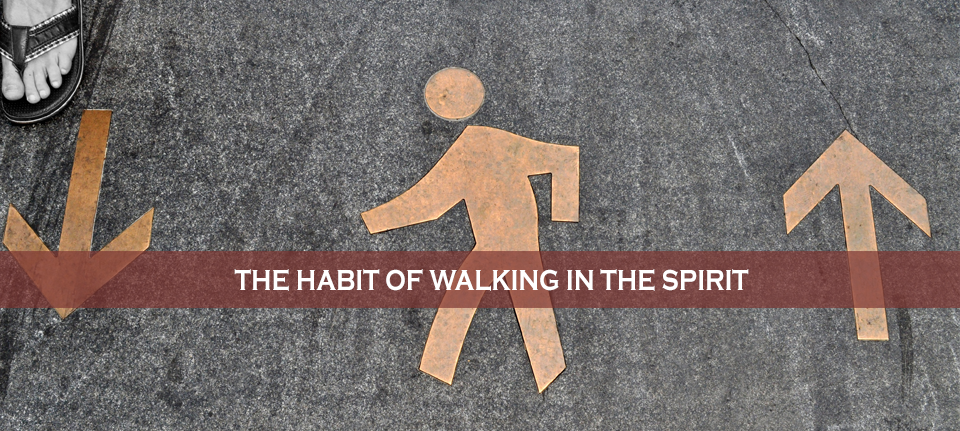 THE HABIT OF WALKING IN THE SPIRIT